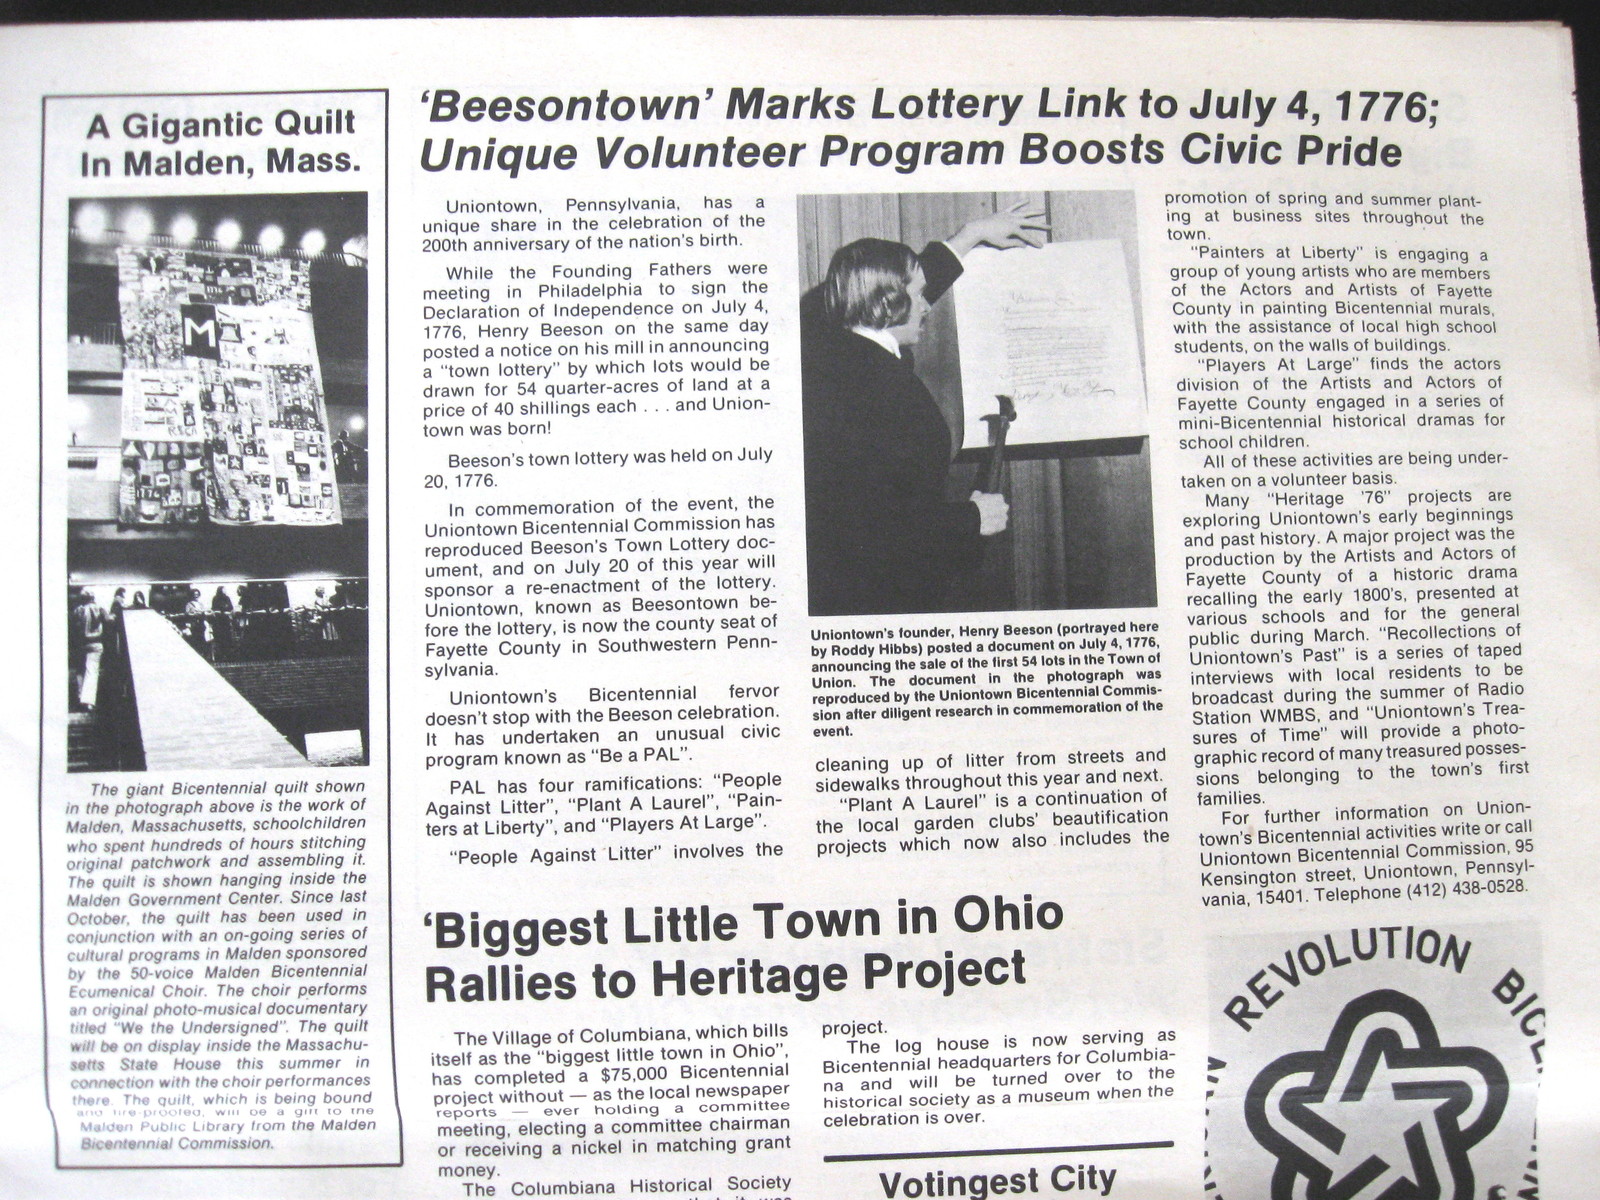 A Gigantic Quilt
In Malden, Mass.
M
The giant Bicentennial quilt shown
in the photograph above is the work of
Malden, Massachusetts, schoolchildren
who spent hundreds of hours stitching
original patchwork and assembling it.
The quilt is shown hanging inside the
Malden Government Center. Since last
October, the quilt has been used in
conjunction with an on-going series of
cultural programs in Malden sponsored
by the 50-voice Malden Bicentennial
Ecumenical Choir. The choir performs
an original photo-musical documentary
titled “We the Undersigned”. The quilt
will be on display inside the Massachu-
setts State House this summer in
connection with the choir performances
there. The quilt, which is being bound
and fire-proofed, will be a gift to the
Malden Public Library from the Malden
Bicentennial Commission.
‘Beesontown’ Marks Lottery Link to July 4, 1776;
Unique Volunteer Program Boosts Civic Pride
Uniontown, Pennsylvania, has a
unique share in the celebration of the
200th anniversary of the nation's birth.
While the Founding Fathers were
meeting in Philadelphia to sign the
Declaration of Independence on July 4,
1776, Henry Beeson on the same day
posted a notice on his mill in announcing
a “town lottery” by which lots would be
drawn for 54 quarter-acres of land at a
price of 40 shillings each . . . and Union-
town was born!
Beeson's town lottery was held on July
20, 1776.
In commemoration of the event, the
Uniontown Bicentennial Commission has
reproduced Beeson's Town Lottery doc-
ument, and on July 20 of this year will
sponsor a re-enactment of the lottery.
Uniontown, known as Beesontown be-
fore the lottery, is now the county seat of
Fayette County in Southwestern Penn-
sylvania.
Uniontown's Bicentennial fervor
doesn't stop with the Beeson celebration.
It has undertaken an unusual civic
program known as “Be a PAL”.
PAL has four ramifications: “People
Against Litter”, “Plant A Laurel”, “Pain-
ters at Liberty”, and “Players At Large”.
“People Against Litter” involves the
Uniontown's founder, Henry Beeson (portrayed here
by Roddy Hibbs) posted a document on July 4, 1776,
announcing the sale of the first 54 lots in the Town of
Union. The document in the photograph was
reproduced by the Uniontown Bicentennial Commis-
sion after diligent research in commemoration of the
event.
cleaning up of litter from streets and
sidewalks throughout this year and next.
“Plant A Laurel” is a continuation of
the local garden clubs' beautification
projects which now also includes the
promotion of spring and summer plant-
ing at business sites throughout the
town.
“Painters at Liberty” is engaging a
group of young artists who are members
of the Actors and Artists of Fayette
County in painting Bicentennial murals,
with the assistance of local high school
students, on the walls of buildings.
“Players At Large” finds the actors
division of the Artists and Actors of
Fayette County engaged in a series of
mini-Bicentennial historical dramas for
school children.
All of these activities are being under-
taken on a volunteer basis.
Many “Heritage ’76” projects are
exploring Uniontown's early beginnings
and past history. A major project was the
production by the Artists and Actors of
Fayette County of a historic drama
recalling the early 1800's, presented at
various schools and for the general
public during March. “Recollections of
Uniontown's Past” is a series of taped
interviews with local residents to be
broadcast during the summer of Radio
Station WMBS, and “Uniontown's Trea-
sures of Time” will provide a photo-
graphic record of many treasured posses-
sions belonging to the town's first
families.
For further information on Union-
town's Bicentennial activities write or call
Uniontown Bicentennial Commission, 95
Kensington street, Uniontown, Pennsyl-
vania, 15401. Telephone (412) 438-0528.
‘Biggest Little Town in Ohio
Rallies to Heritage Project
The Village of Columbiana, which bills
itself as the “biggest little town in Ohio”,
has completed a $75,000 Bicentennial
project without — as the local newspaper
reports — ever holding a committee
meeting, electing a committee chairman
or receiving a nickel in matching grant
money.
The Columbiana Historical Society
project.
The log house is now serving as
Bicentennial headquarters for Columbia-
na and will be turned over to the
historical society as a museum when the
celebration is over.
Votingest City
REVOLUTION BICE